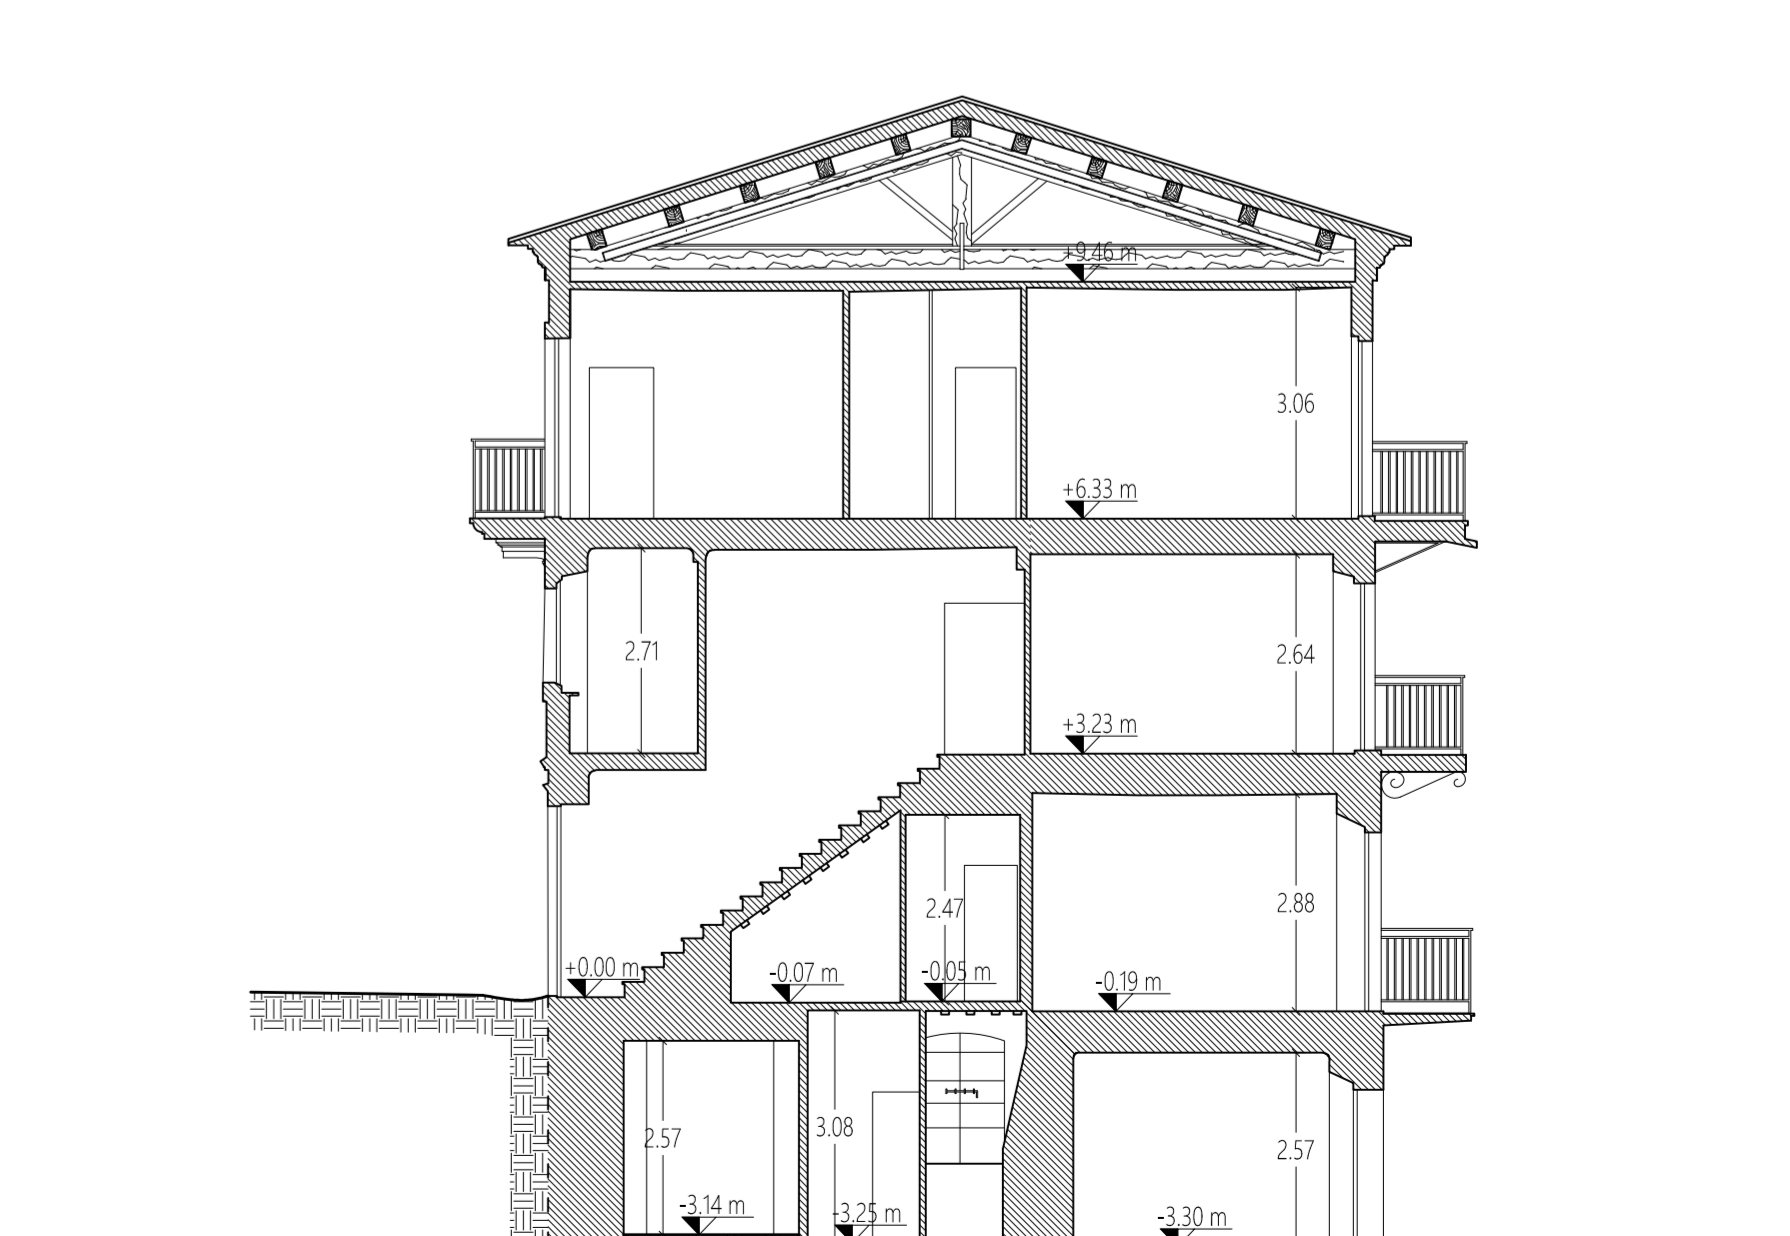 +9.46 m
3.06
+6.33 m
2.71
2.64
+3.23 m
2.47
2.88
+0.00 m
-0.07 m
-0.05 m
-0.19 m
2.57
3.08
2.57
-3.14 m
-3.25 m
-3.30 m